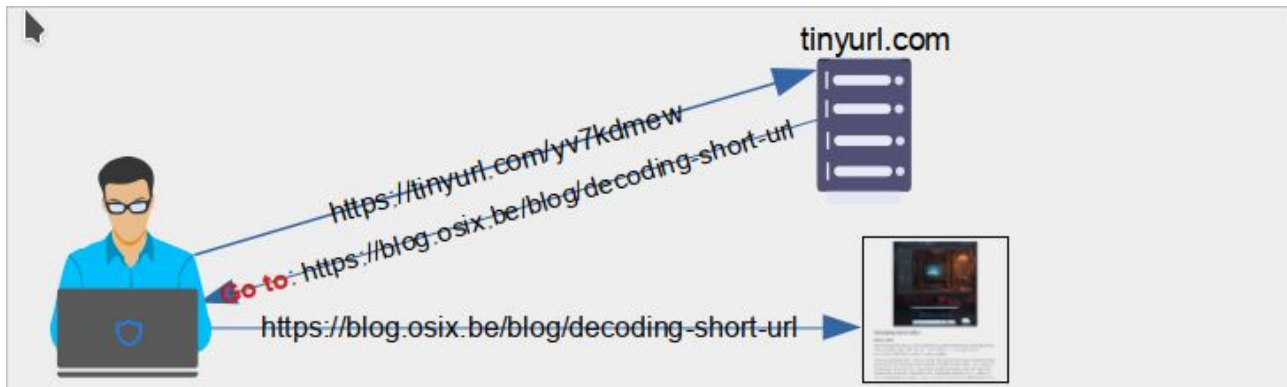 tinyurl.com
https://tinyurl.com/yv7kdmew
Go to: https://blog.osix.be/blog/decoding-short-url
https://blog.osix.be/blog/decoding-short-url